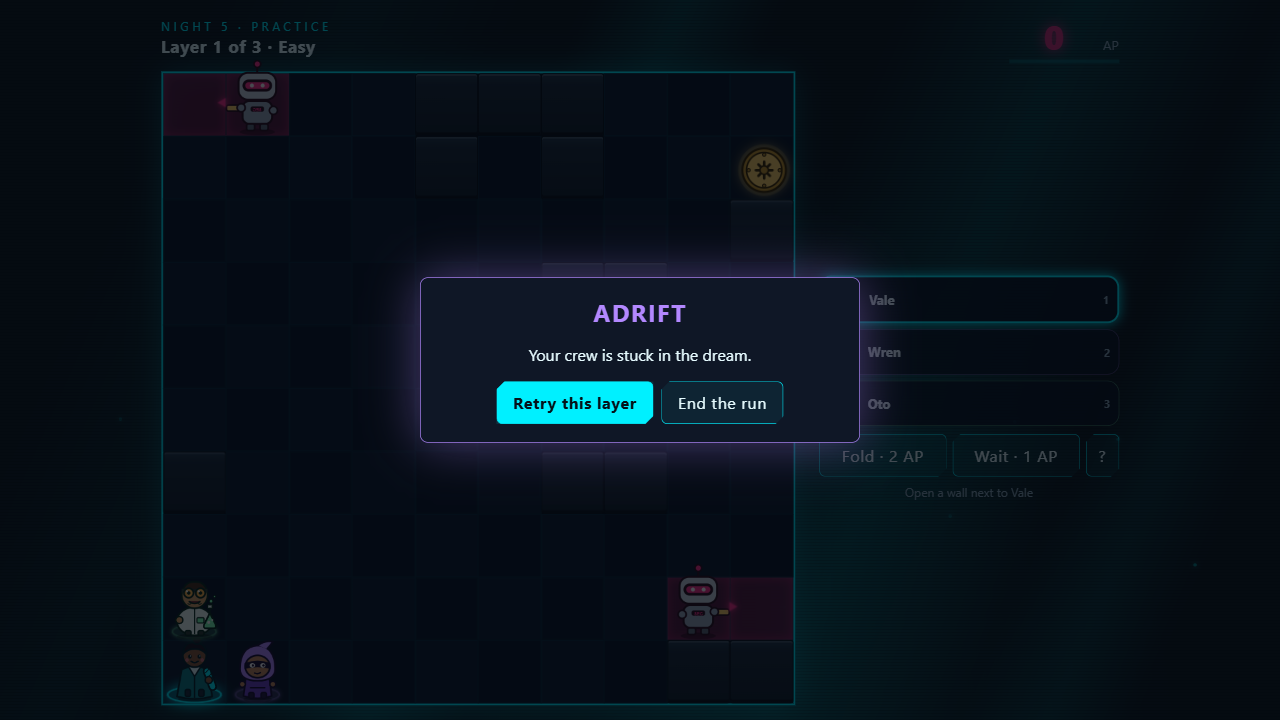 NIGHT 5 · PRACTICE
Layer 1 of 3 · Easy
0 AP
ADRIFT
Your crew is stuck in the dream.
Retry this layer
End the run
Vale 1
Wren 2
Oto 3
Fold · 2 AP
Wait · 1 AP
?
Open a wall next to Vale